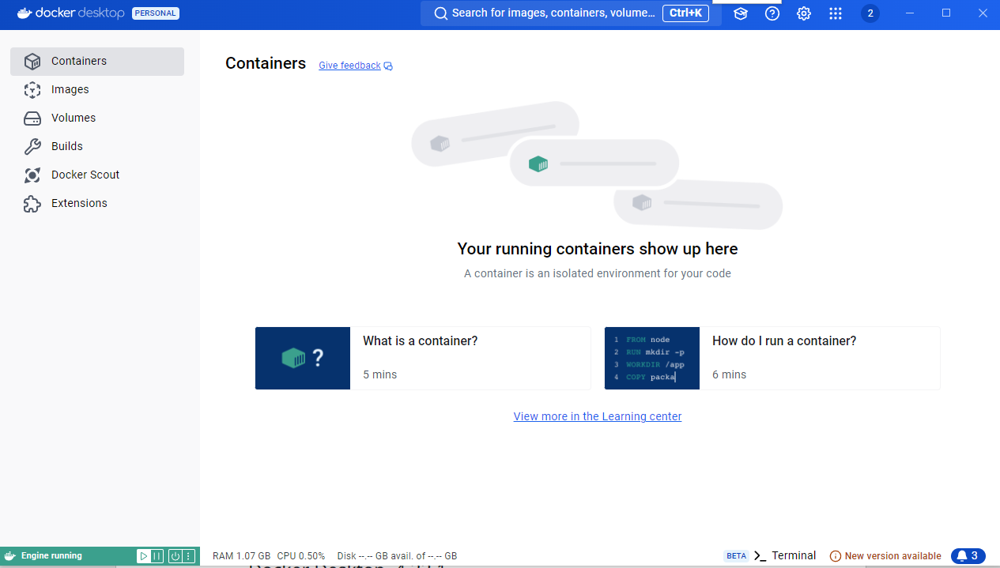 docker desktop PERSONAL
Search for images, containers, volume... Ctrl+K
2
Containers
Images
Volumes
Builds
Docker Scout
Extensions
Containers Give feedback
Your running containers show up here
A container is an isolated environment for your code
?
What is a container?
5 mins
1 FROM node
2 RUN mkdir -p
3 WORKDIR /app
4 COPY packa
How do I run a container?
6 mins
View more in the Learning center
Engine running
RAM 1.07 GB CPU 0.50% Disk --.-- GB avail. of --.-- GB
BETA >_ Terminal
New version available
3